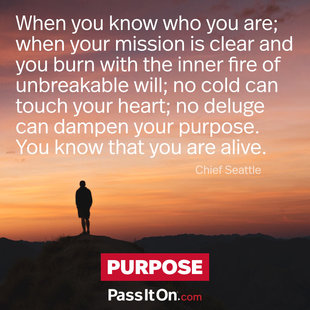 When you know who you are;
when your mission is clear and
you burn with the inner fire of
unbreakable will; no cold can
touch your heart; no deluge
can dampen your purpose.
You know that you are alive.
Chief Seattle
PURPOSE
PassItOn.com